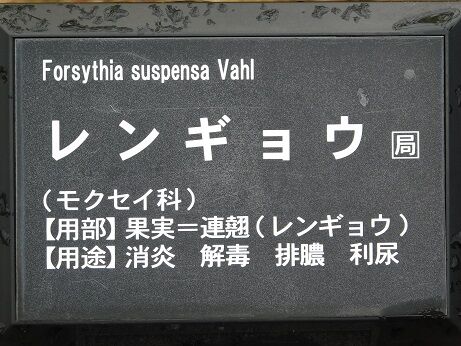 Forsythia suspensa Vahl
レンギョウ 局
(モクセイ科)
【用部】果実=連翹(レンギョウ)
【用途】消炎 解毒 排膿 利尿